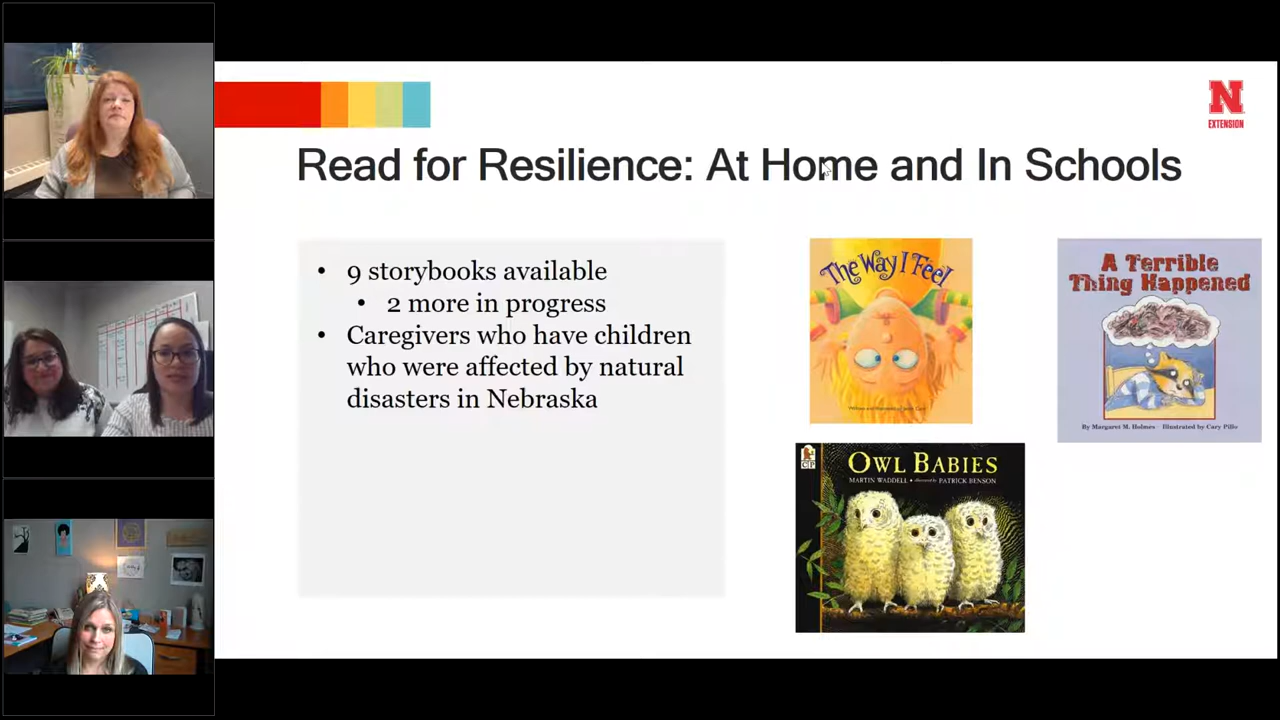 N
EXTENSION
Read for Resilience: At Home and In Schools
• 9 storybooks available
• 2 more in progress
• Caregivers who have children
who were affected by natural
disasters in Nebraska
The Way I Feel
A Terrible
Thing Happened
By Margaret M. Holmes • Illustrated by Cary Pillo
OWL BABIES
MARTIN WADDELL • illustrated by PATRICK BENSON